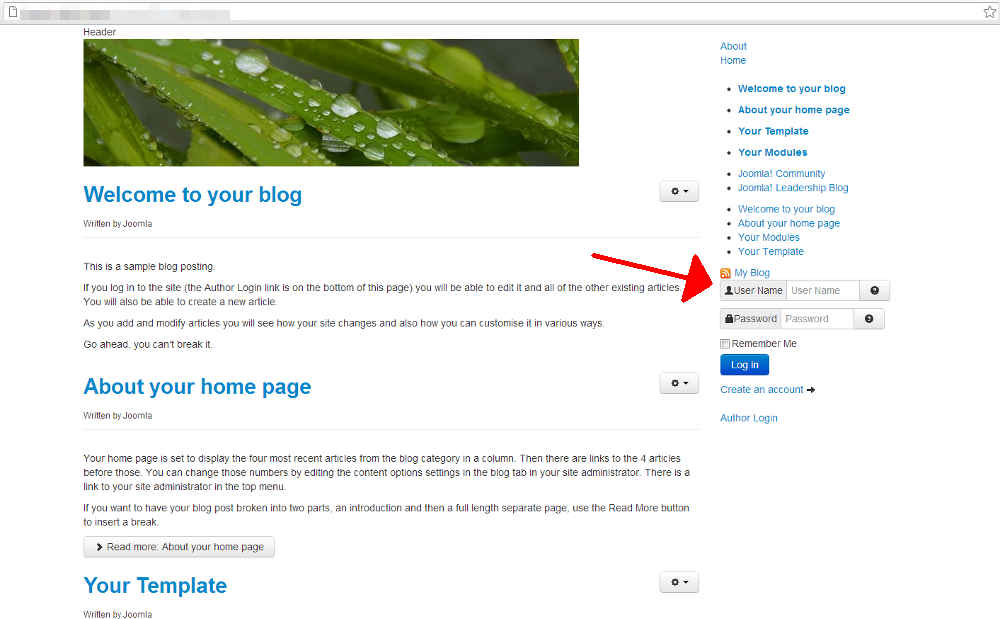 Header
Welcome to your blog
Written by Joomla
This is a sample blog posting.
If you log in to the site (the Author Login link is on the bottom of this page) you will be able to edit it and all of the other existing articles.
You will also be able to create a new article.
As you add and modify articles you will see how your site changes and also how you can customise it in various ways.
Go ahead, you can't break it.
About your home page
Written by Joomla
Your home page is set to display the four most recent articles from the blog category in a column. Then there are links to the 4 articles
before those. You can change those numbers by editing the content options settings in the blog tab in your site administrator. There is a
link to your site administrator in the top menu.
If you want to have your blog post broken into two parts, an introduction and then a full length separate page, use the Read More button
to insert a break.
Read more: About your home page
Your Template
Written by Joomla
About
Home
Welcome to your blog
About your home page
Your Template
Your Modules
Joomla! Community
Joomla! Leadership Blog
Welcome to your blog
About your home page
Your Modules
Your Template
My Blog
User Name User Name
Password Password
Remember Me
Log in
Create an account
Author Login